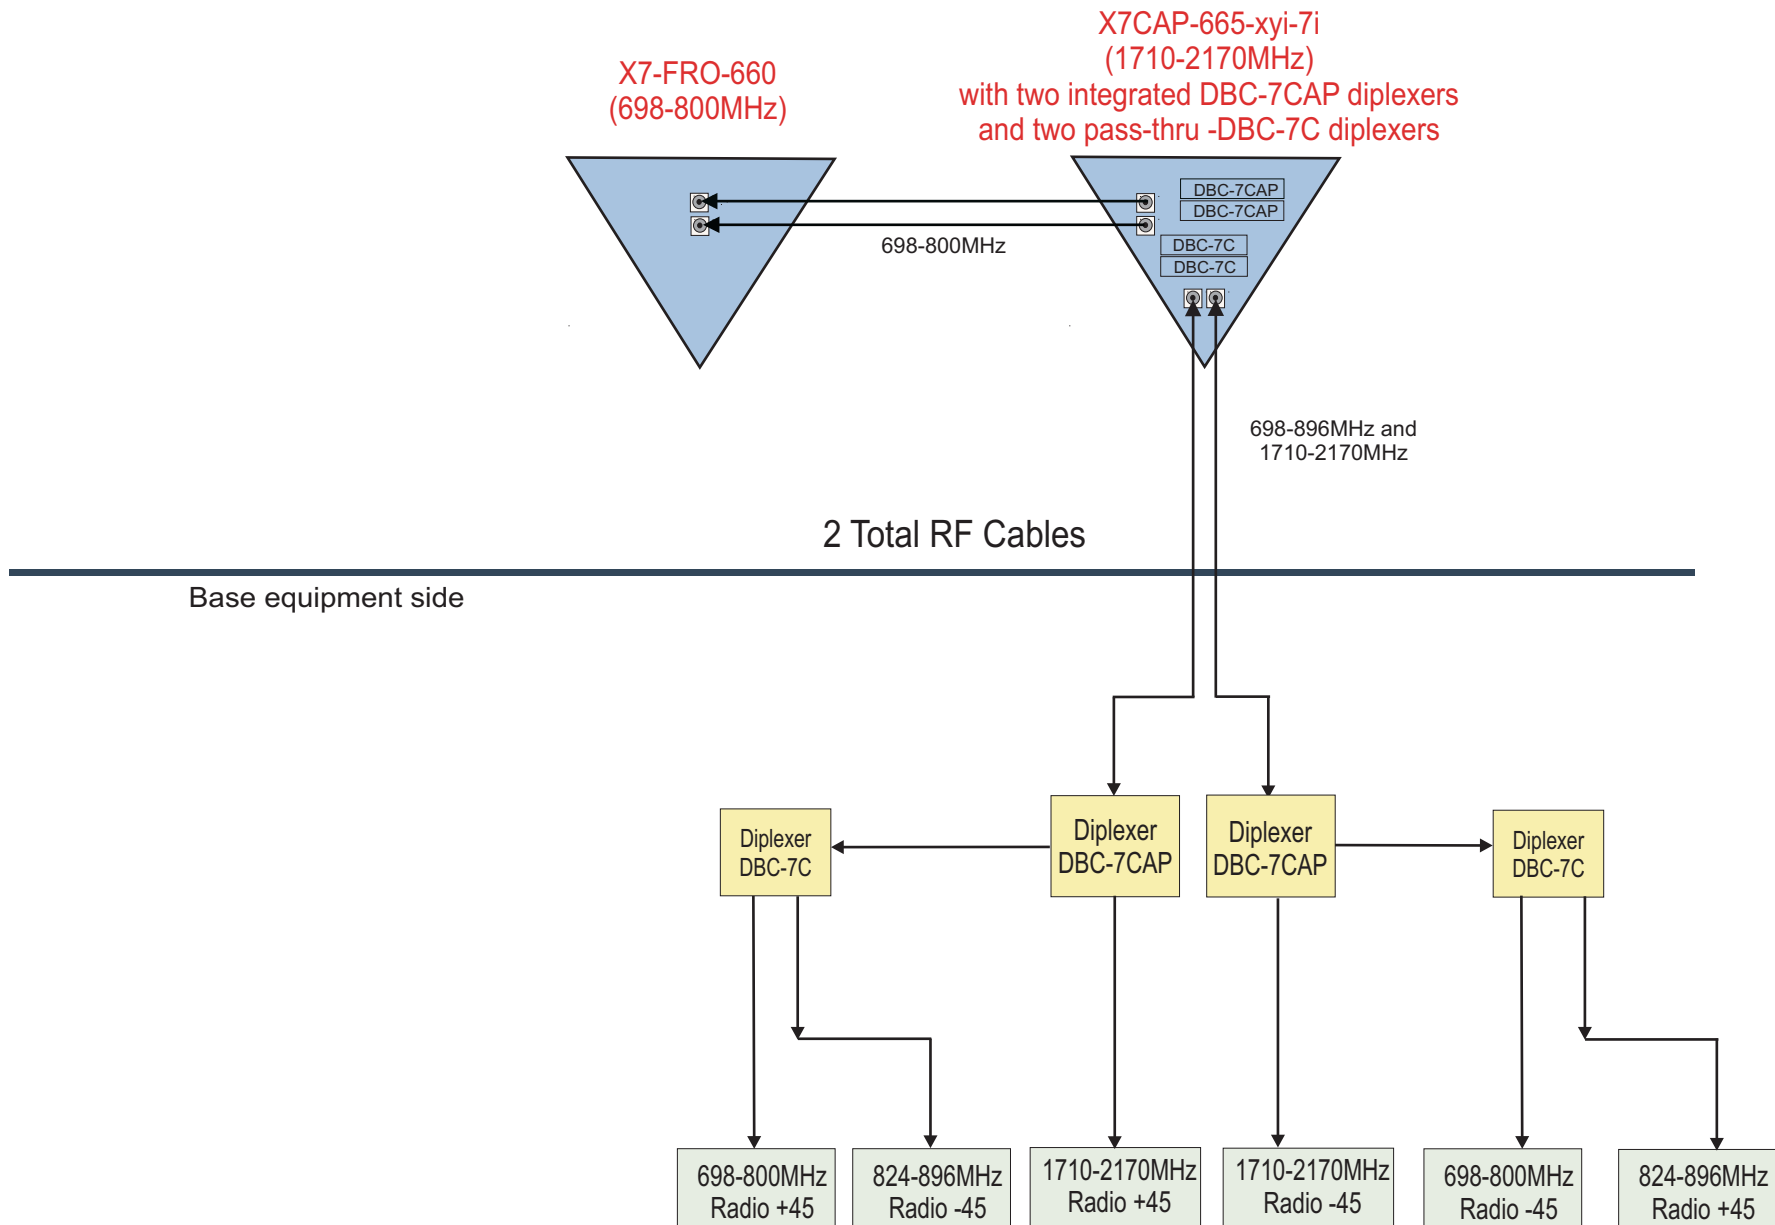 X7-FRO-660
(698-800MHz)
X7CAP-665-xyi-7i
(1710-2170MHz)
with two integrated DBC-7CAP diplexers
and two pass-thru -DBC-7C diplexers
DBC-7CAP
DBC-7CAP
DBC-7C
DBC-7C
698-800MHz
698-896MHz and
1710-2170MHz
2 Total RF Cables
Base equipment side
Diplexer
DBC-7C
Diplexer
DBC-7CAP
Diplexer
DBC-7CAP
Diplexer
DBC-7C
698-800MHz
Radio +45
824-896MHz
Radio -45
1710-2170MHz
Radio +45
1710-2170MHz
Radio -45
698-800MHz
Radio -45
824-896MHz
Radio +45